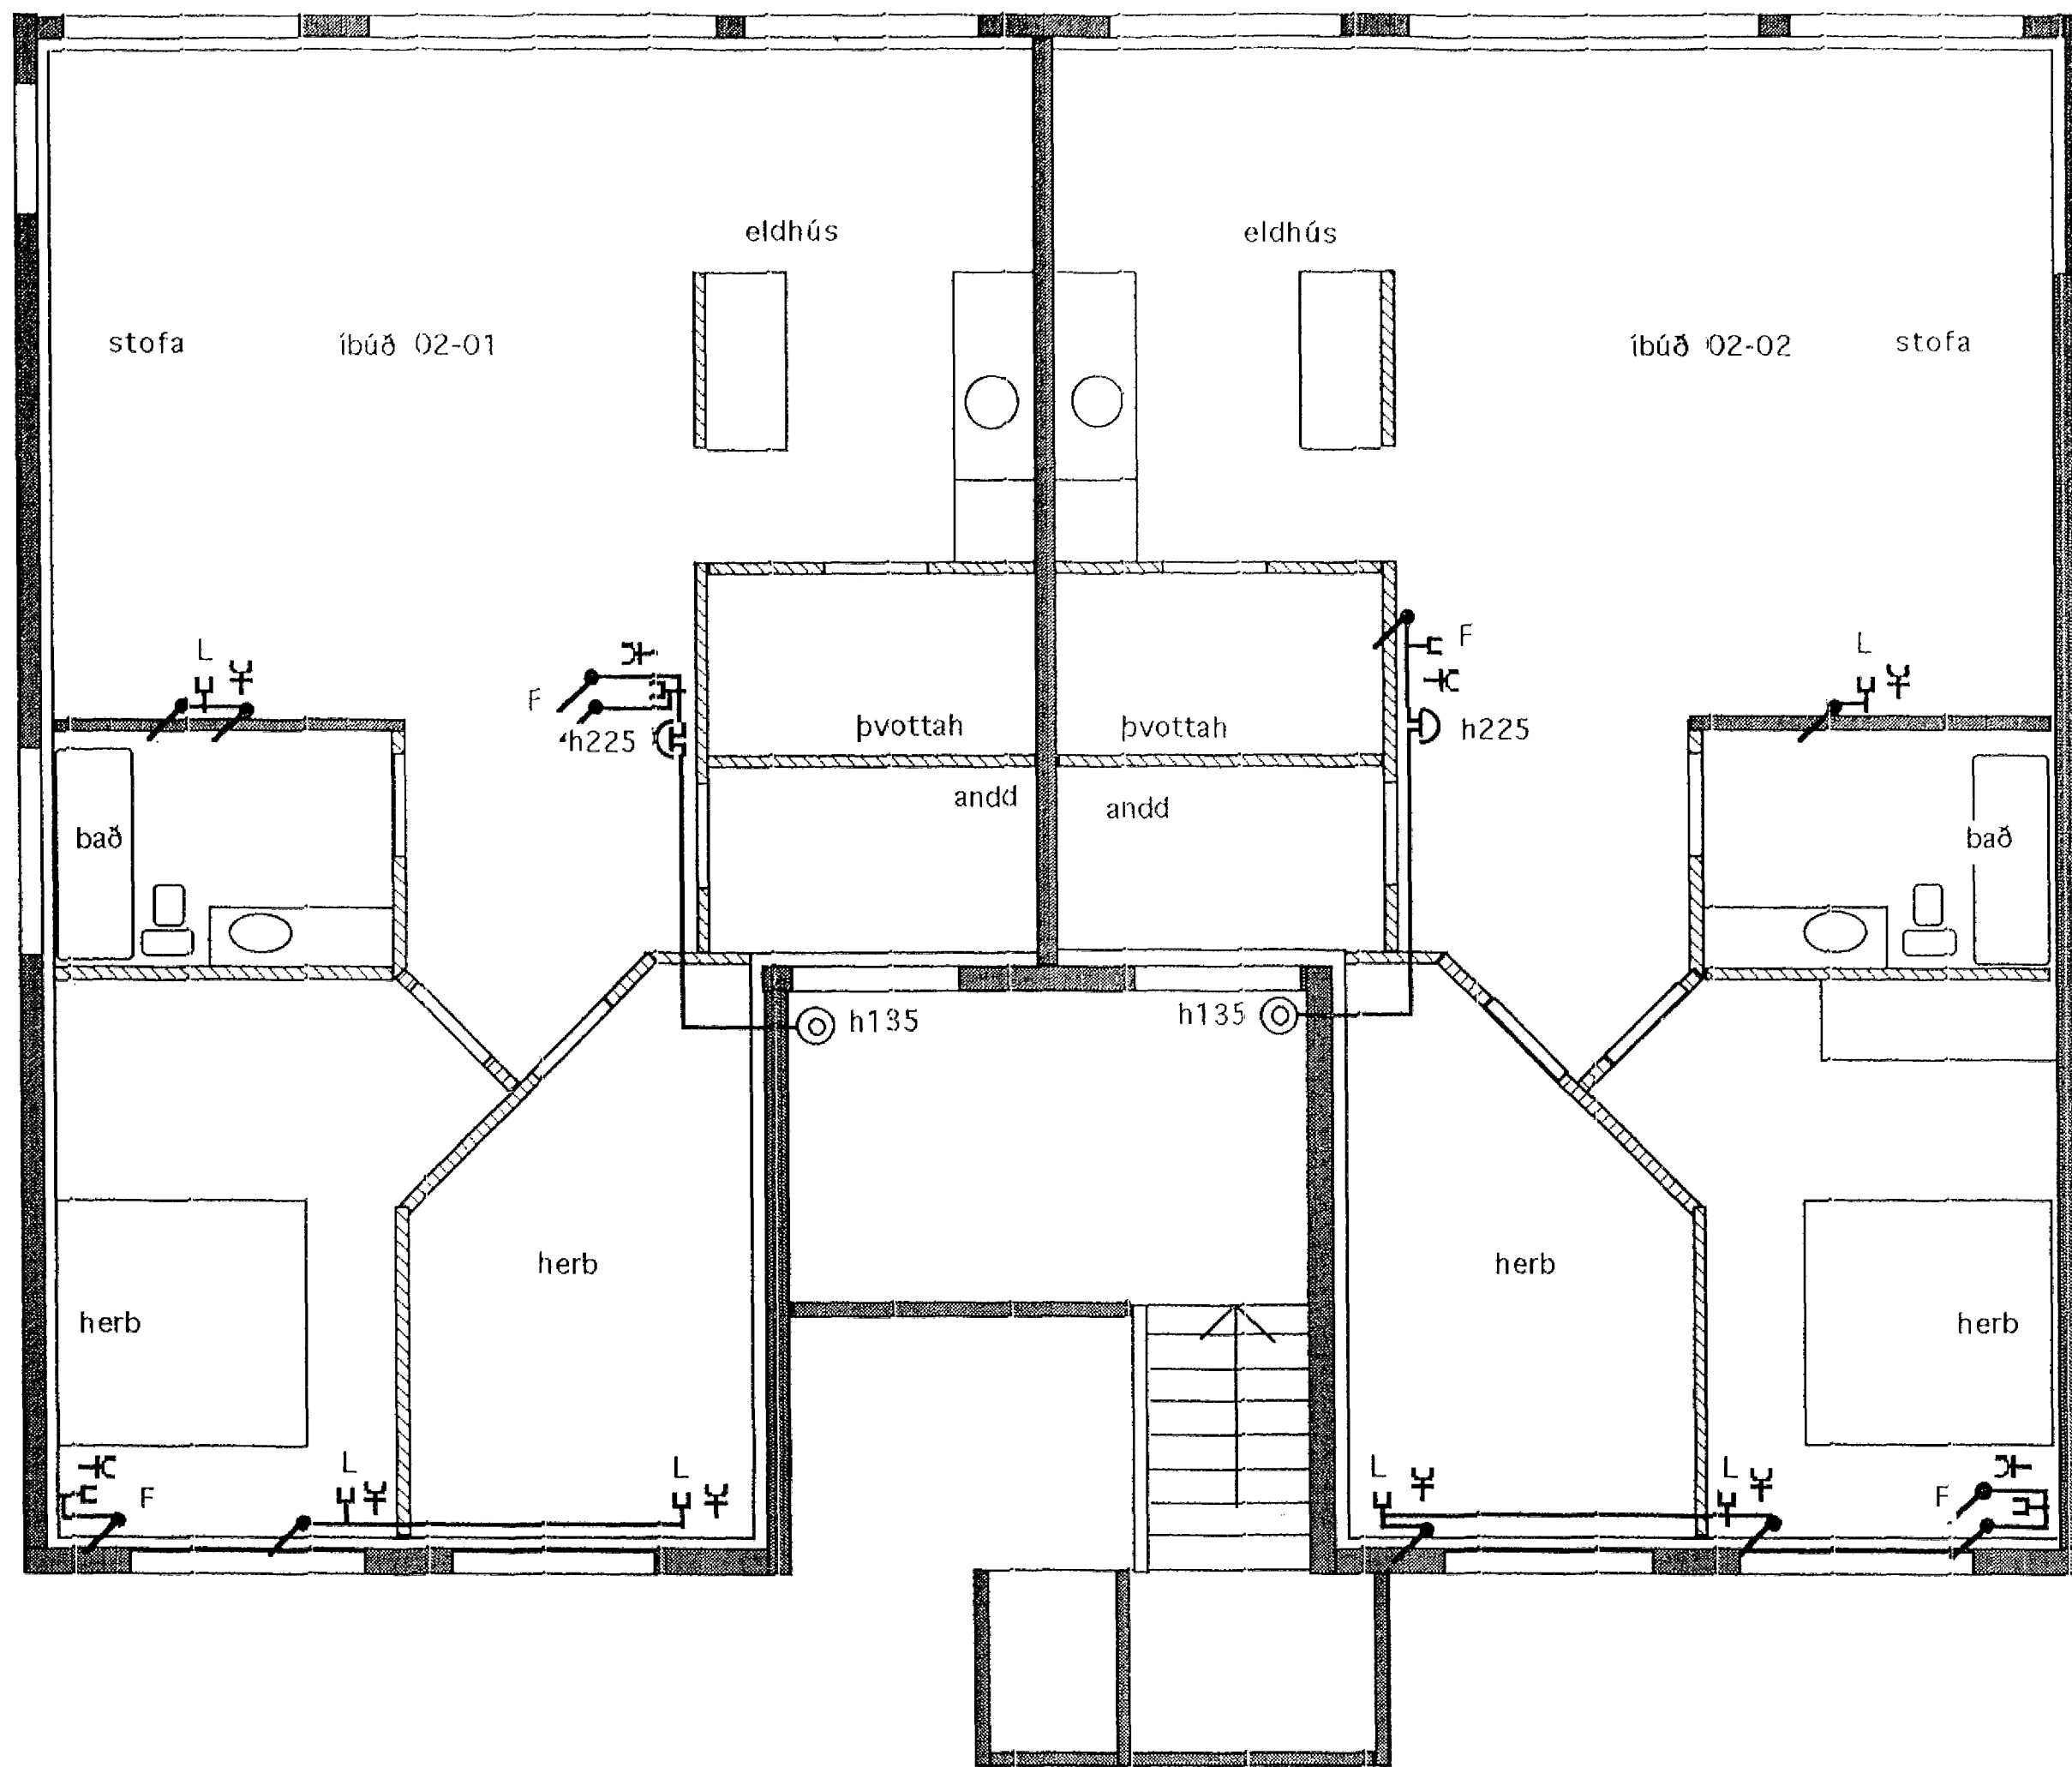 eldhús eldhús
stofa íbúð 02-01 íbúð 02-02 stofa
L F F L
h225 þvottah þvottah h225
andd andd
bað bað
h135 h135
herb herb
herb herb
L L L L
F F